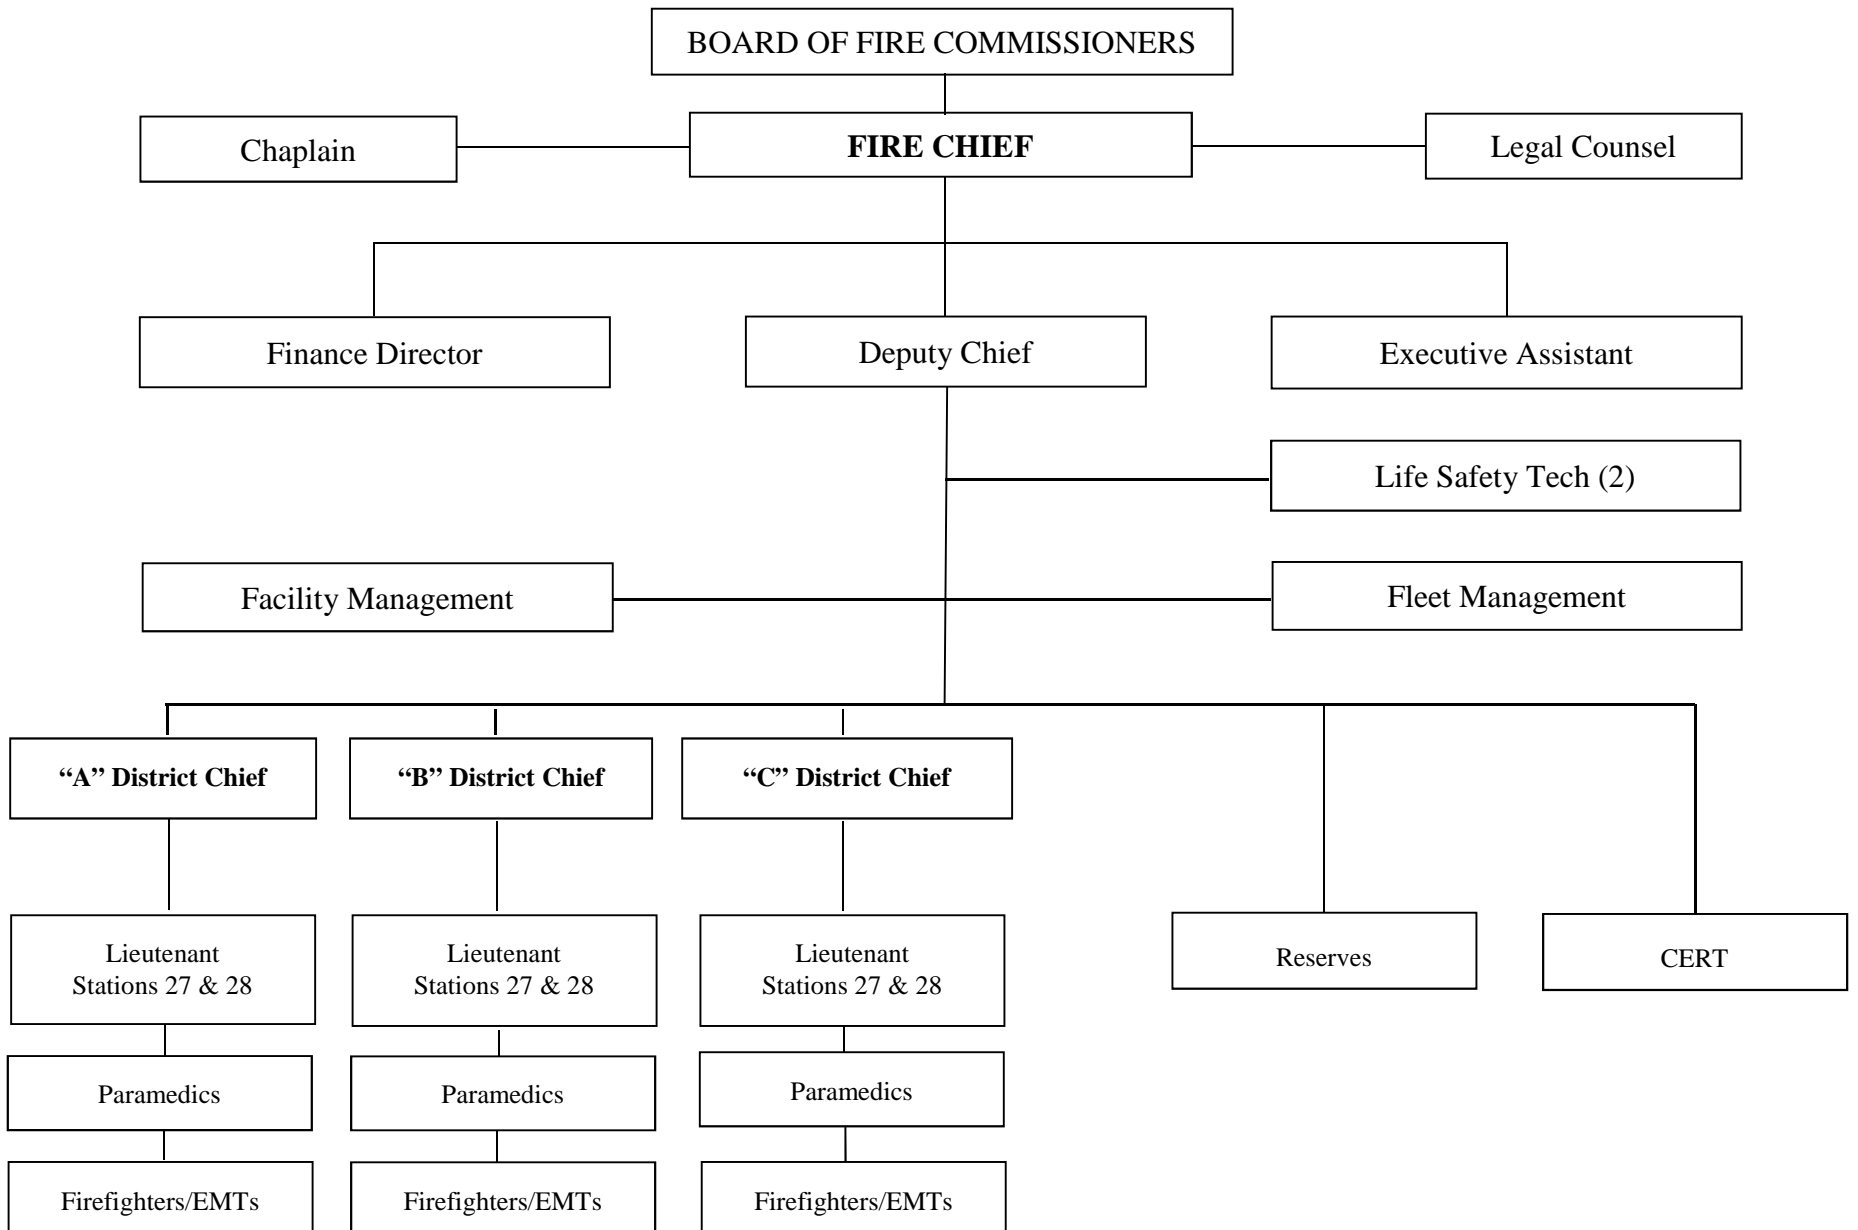 BOARD OF FIRE COMMISSIONERS
Chaplain
FIRE CHIEF
Legal Counsel
Finance Director
Deputy Chief
Executive Assistant
Life Safety Tech (2)
Facility Management
Fleet Management
“A” District Chief
“B” District Chief
“C” District Chief
Lieutenant
Stations 27 & 28
Lieutenant
Stations 27 & 28
Lieutenant
Stations 27 & 28
Reserves
CERT
Paramedics
Paramedics
Paramedics
Firefighters/EMTs
Firefighters/EMTs
Firefighters/EMTs